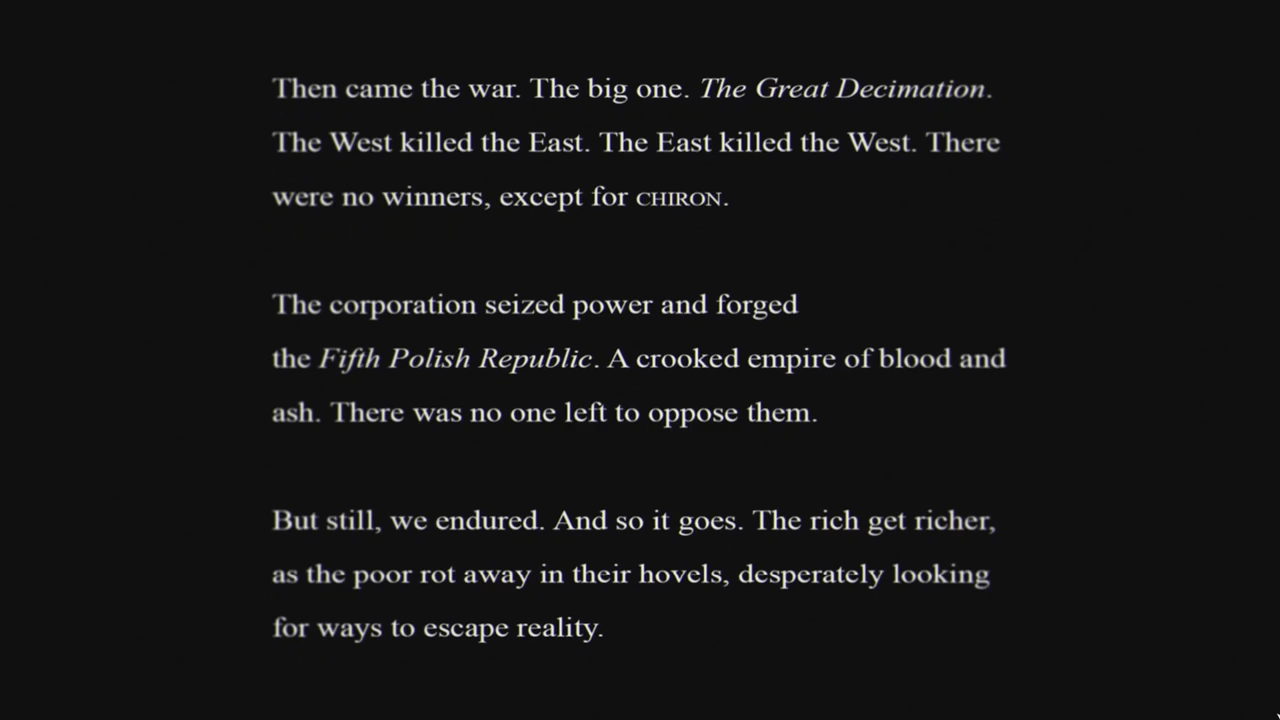 Then came the war. The big one. The Great Decimation.
The West killed the East. The East killed the West. There
were no winners, except for CHIRON.
The corporation seized power and forged
the Fifth Polish Republic. A crooked empire of blood and
ash. There was no one left to oppose them.
But still, we endured. And so it goes. The rich get richer,
as the poor rot away in their hovels, desperately looking
for ways to escape reality.